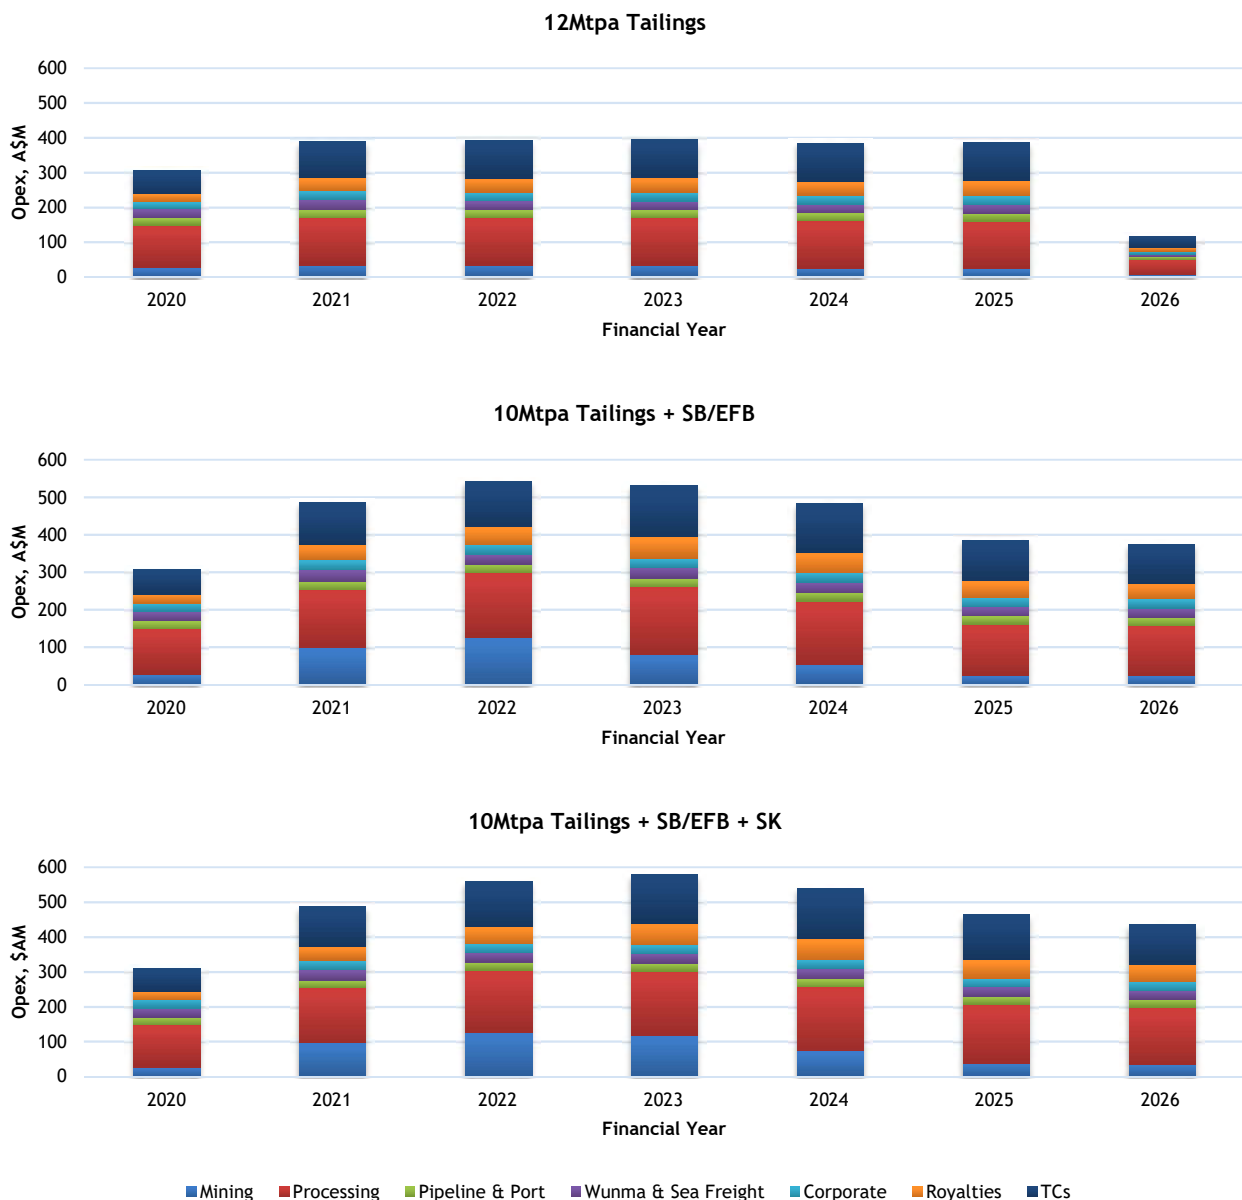 12Mtpa Tailings
600
500
400
300
200
100
0
Opex, A$M
2020 2021 2022 2023 2024 2025 2026
Financial Year
10Mtpa Tailings + SB/EFB
600
500
400
300
200
100
0
Opex, A$M
2020 2021 2022 2023 2024 2025 2026
Financial Year
10Mtpa Tailings + SB/EFB + SK
600
500
400
300
200
100
0
Opex, $AM
2020 2021 2022 2023 2024 2025 2026
Financial Year
Mining Processing Pipeline & Port Wunma & Sea Freight Corporate Royalties TCs